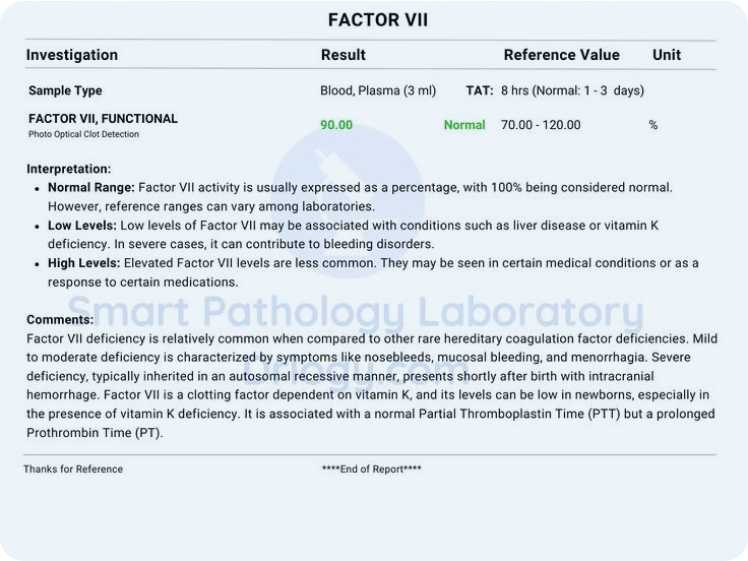 FACTOR VII
Investigation Result Reference Value Unit
Sample Type Blood, Plasma (3 ml) TAT: 8 hrs (Normal: 1 - 3 days)
FACTOR VII, FUNCTIONAL 90.00 Normal 70.00 - 120.00 %
Photo Optical Clot Detection
Interpretation:
• Normal Range: Factor VII activity is usually expressed as a percentage, with 100% being considered normal.
However, reference ranges can vary among laboratories.
• Low Levels: Low levels of Factor VII may be associated with conditions such as liver disease or vitamin K
deficiency. In severe cases, it can contribute to bleeding disorders.
• High Levels: Elevated Factor VII levels are less common. They may be seen in certain medical conditions or as a
response to certain medications.
Smart Pathology Laboratory
Comments:
Factor VII deficiency is relatively common when compared to other rare hereditary coagulation factor deficiencies. Mild
to moderate deficiency is characterized by symptoms like nosebleeds, mucosal bleeding, and menorrhagia. Severe
deficiency, typically inherited in an autosomal recessive manner, presents shortly after birth with intracranial
hemorrhage. Factor VII is a clotting factor dependent on vitamin K, and its levels can be low in newborns, especially in
the presence of vitamin K deficiency. It is associated with a normal Partial Thromboplastin Time (PTT) but a prolonged
Prothrombin Time (PT).
Thanks for Reference ****End of Report****